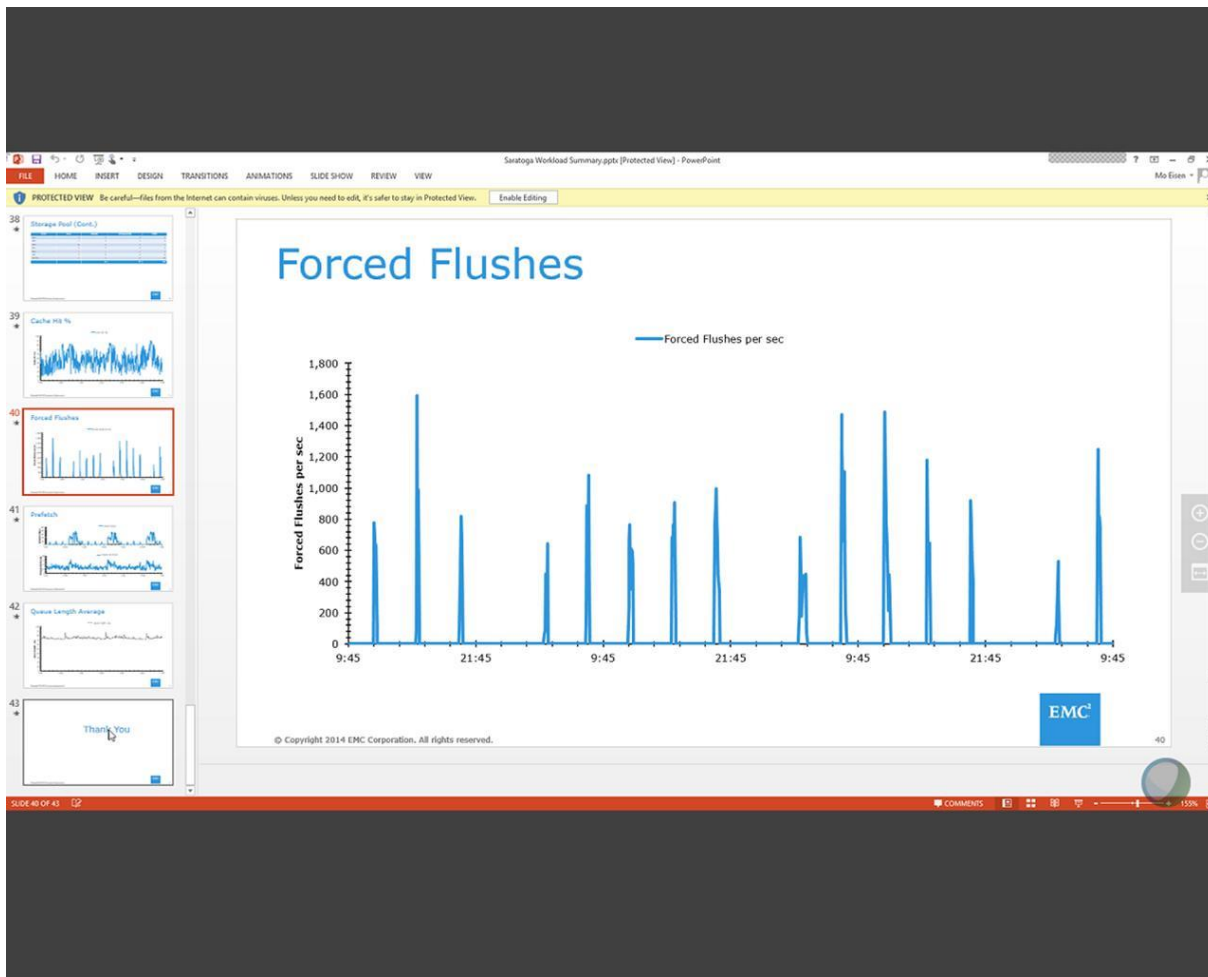 Saratoga Workload Summary.pptx [Protected View] - PowerPoint
?
FILE HOME INSERT DESIGN TRANSITIONS ANIMATIONS SLIDE SHOW REVIEW VIEW
Mo Eisen
PROTECTED VIEW Be careful—files from the Internet can contain viruses. Unless you need to edit, it's safer to stay in Protected View. Enable Editing
38
Storage Pool (Cont.)
39
Cache Hit %
40
Forced Flushes
41
Prefetch
42
Queue Length Average
43
Thank You
Forced Flushes
Forced Flushes per sec
Forced Flushes per sec
1,800
1,600
1,400
1,200
1,000
800
600
400
200
0
9:45 21:45 9:45 21:45 9:45 21:45 9:45
EMC²
© Copyright 2014 EMC Corporation. All rights reserved.
40
SLIDE 40 OF 43
COMMENTS
155%